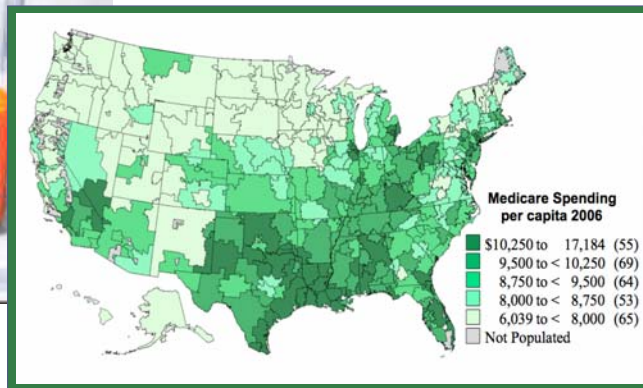 Medicare Spending
per capita 2006
$10,250 to 17,184 (55)
9,500 to < 10,250 (69)
8,750 to < 9,500 (64)
8,000 to < 8,750 (53)
6,039 to < 8,000 (65)
Not Populated